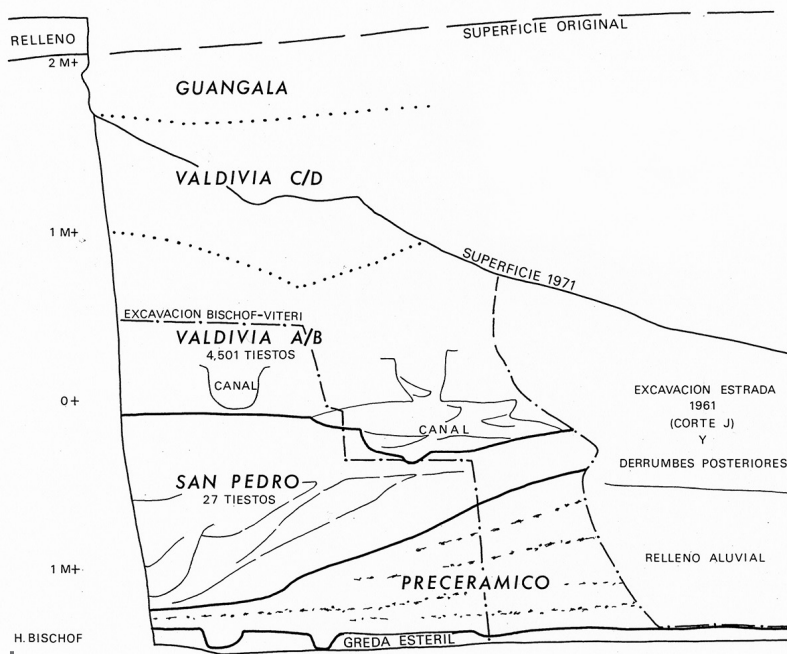 SUPERFICIE ORIGINAL
RELLENO
2 M+
GUANGALA
VALDIVIA C/D
1 M+
SUPERFICIE 1971
EXCAVACION BISCHOF-VITERI
VALDIVIA A/B
4,501 TIESTOS
CANAL
EXCAVACION ESTRADA
1961
(CORTE J)
Y
DERRUMBES POSTERIORES
0+
CANAL
SAN PEDRO
27 TIESTOS
RELLENO ALUVIAL
1 M+
PRECERAMICO
H. BISCHOF
GREDA ESTERIL